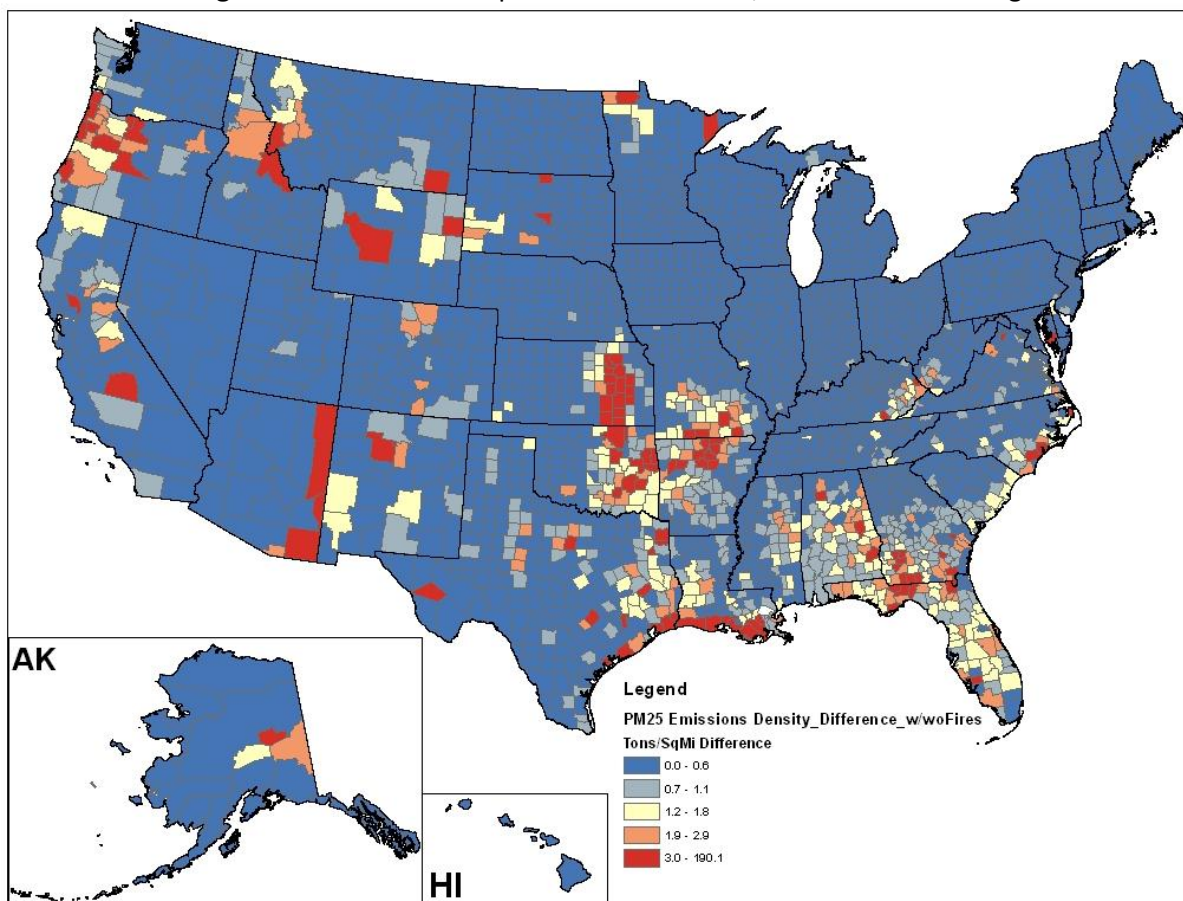 AK
HI
Legend
PM25 Emissions Density_Difference_w/woFires
Tons/SqMi Difference
0.0 - 0.6
0.7 - 1.1
1.2 - 1.8
1.9 - 2.9
3.0 - 190.1